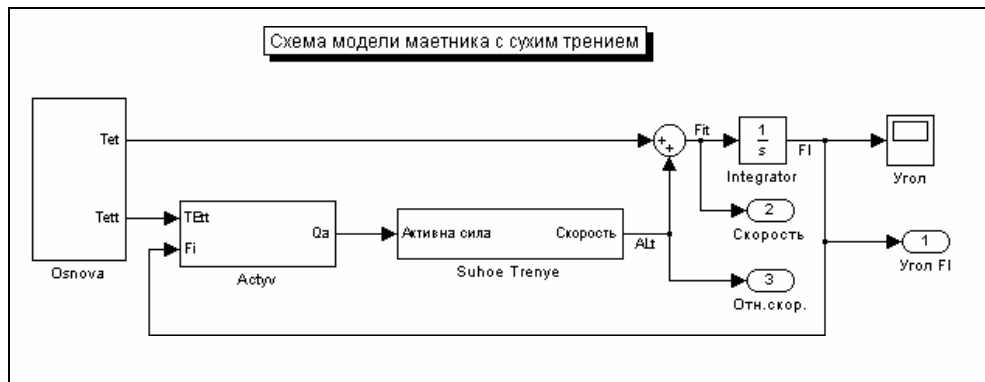 Схема модели маетника с сухим трением
Tet
Tett
Osnova
TEtt
Fi
Qa
Actyv
Активна сила
Скорость
Suhoe Trenye
ALt
Fit
1
s
Integrator
FI
Угол
2
Скорость
1
Угол FI
3
Отн.скор.